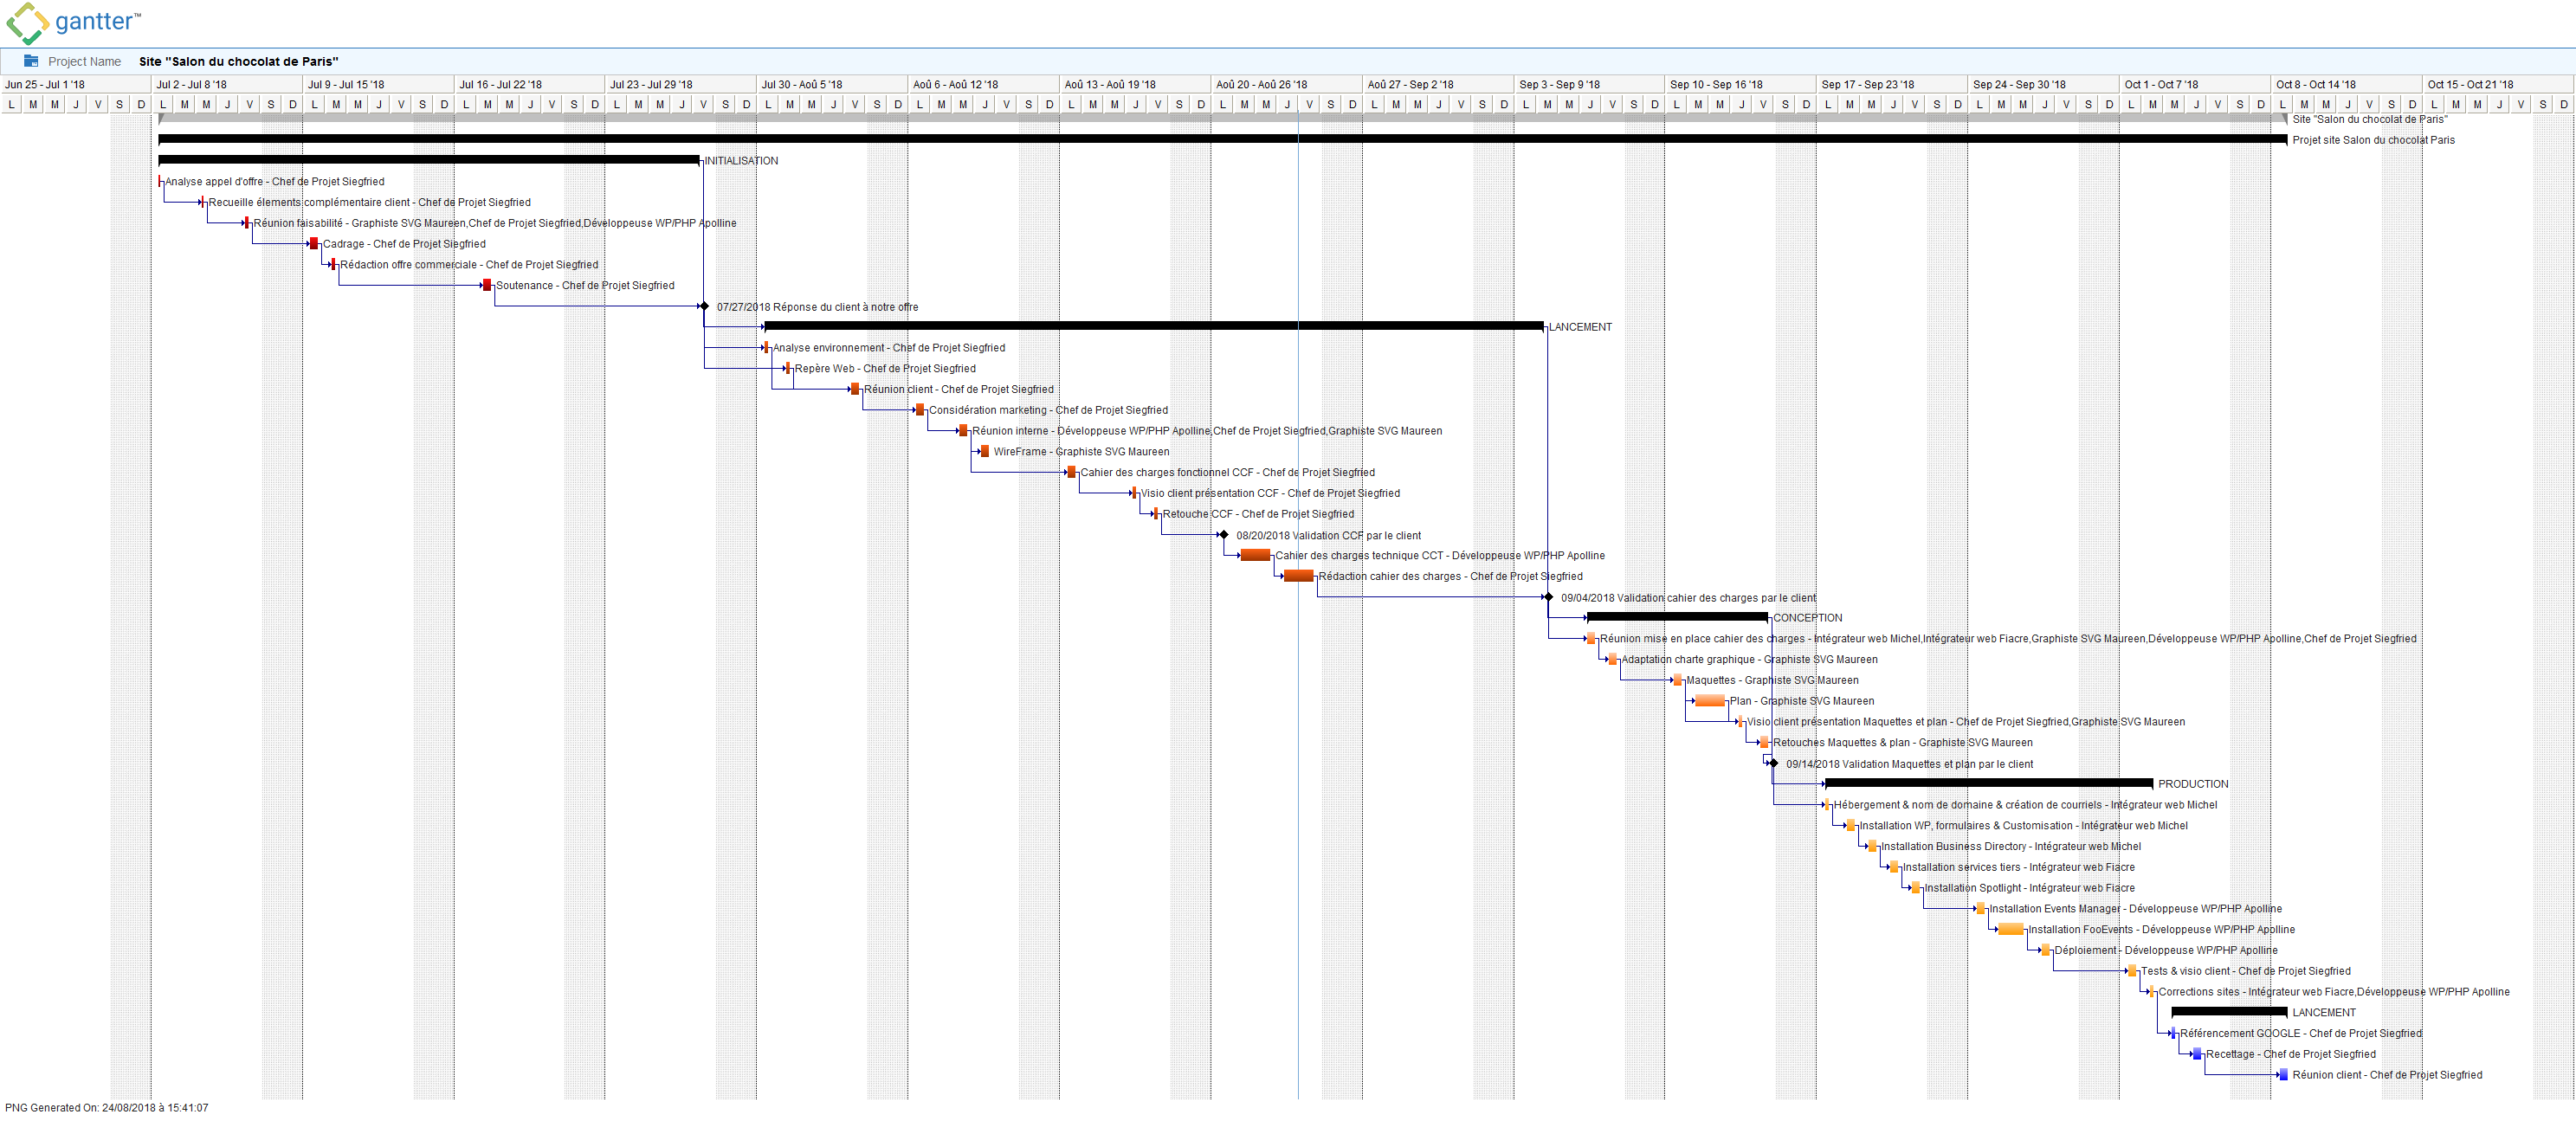 gantter™
Project Name Site "Salon du chocolat de Paris"
Jun 25 - Jul 1 '18 Jul 2 - Jul 8 '18 Jul 9 - Jul 15 '18 Jul 16 - Jul 22 '18 Jul 23 - Jul 29 '18 Jul 30 - Aoû 5 '18 Aoû 6 - Aoû 12 '18 Aoû 13 - Aoû 19 '18 Aoû 20 - Aoû 26 '18 Aoû 27 - Sep 2 '18 Sep 3 - Sep 9 '18 Sep 10 - Sep 16 '18 Sep 17 - Sep 23 '18 Sep 24 - Sep 30 '18 Oct 1 - Oct 7 '18 Oct 8 - Oct 14 '18 Oct 15 - Oct 21 '18
L M M J V S D L M M J V S D L M M J V S D L M M J V S D L M M J V S D L M M J V S D L M M J V S D L M M J V S D L M M J V S D L M M J V S D L M M J V S D L M M J V S D L M M J V S D L M M J V S D L M M J V S D L M M J V S D L M M J V S D
Site "Salon du chocolat de Paris"
Projet site Salon du chocolat Paris
INITIALISATION
Analyse appel d'offre - Chef de Projet Siegfried
Recueille élements complémentaire client - Chef de Projet Siegfried
Réunion faisabilité - Graphiste SVG Maureen,Chef de Projet Siegfried,Développeuse WP/PHP Apolline
Cadrage - Chef de Projet Siegfried
Rédaction offre commerciale - Chef de Projet Siegfried
Soutenance - Chef de Projet Siegfried
07/27/2018 Réponse du client à notre offre
LANCEMENT
Analyse environnement - Chef de Projet Siegfried
Repère Web - Chef de Projet Siegfried
Réunion client - Chef de Projet Siegfried
Considération marketing - Chef de Projet Siegfried
Réunion interne - Développeuse WP/PHP Apolline,Chef de Projet Siegfried,Graphiste SVG Maureen
WireFrame - Graphiste SVG Maureen
Cahier des charges fonctionnel CCF - Chef de Projet Siegfried
Visio client présentation CCF - Chef de Projet Siegfried
Retouche CCF - Chef de Projet Siegfried
08/20/2018 Validation CCF par le client
Cahier des charges technique CCT - Développeuse WP/PHP Apolline
Rédaction cahier des charges - Chef de Projet Siegfried
09/04/2018 Validation cahier des charges par le client
CONCEPTION
Réunion mise en place cahier des charges - Intégrateur web Michel,Intégrateur web Fiacre,Graphiste SVG Maureen,Développeuse WP/PHP Apolline,Chef de Projet Siegfried
Adaptation charte graphique - Graphiste SVG Maureen
Maquettes - Graphiste SVG Maureen
Plan - Graphiste SVG Maureen
Visio client présentation Maquettes et plan - Chef de Projet Siegfried,Graphiste SVG Maureen
Retouches Maquettes & plan - Graphiste SVG Maureen
09/14/2018 Validation Maquettes et plan par le client
PRODUCTION
Hébergement & nom de domaine & création de courriels - Intégrateur web Michel
Installation WP, formulaires & Customisation - Intégrateur web Michel
Installation Business Directory - Intégrateur web Michel
Installation services tiers - Intégrateur web Fiacre
Installation Spotlight - Intégrateur web Fiacre
Installation Events Manager - Développeuse WP/PHP Apolline
Installation FooEvents - Développeuse WP/PHP Apolline
Déploiement - Développeuse WP/PHP Apolline
Tests & visio client - Chef de Projet Siegfried
Corrections sites - Intégrateur web Fiacre,Développeuse WP/PHP Apolline
LANCEMENT
Référencement GOOGLE - Chef de Projet Siegfried
Recettage - Chef de Projet Siegfried
Réunion client - Chef de Projet Siegfried
PNG Generated On: 24/08/2018 à 15:41:07